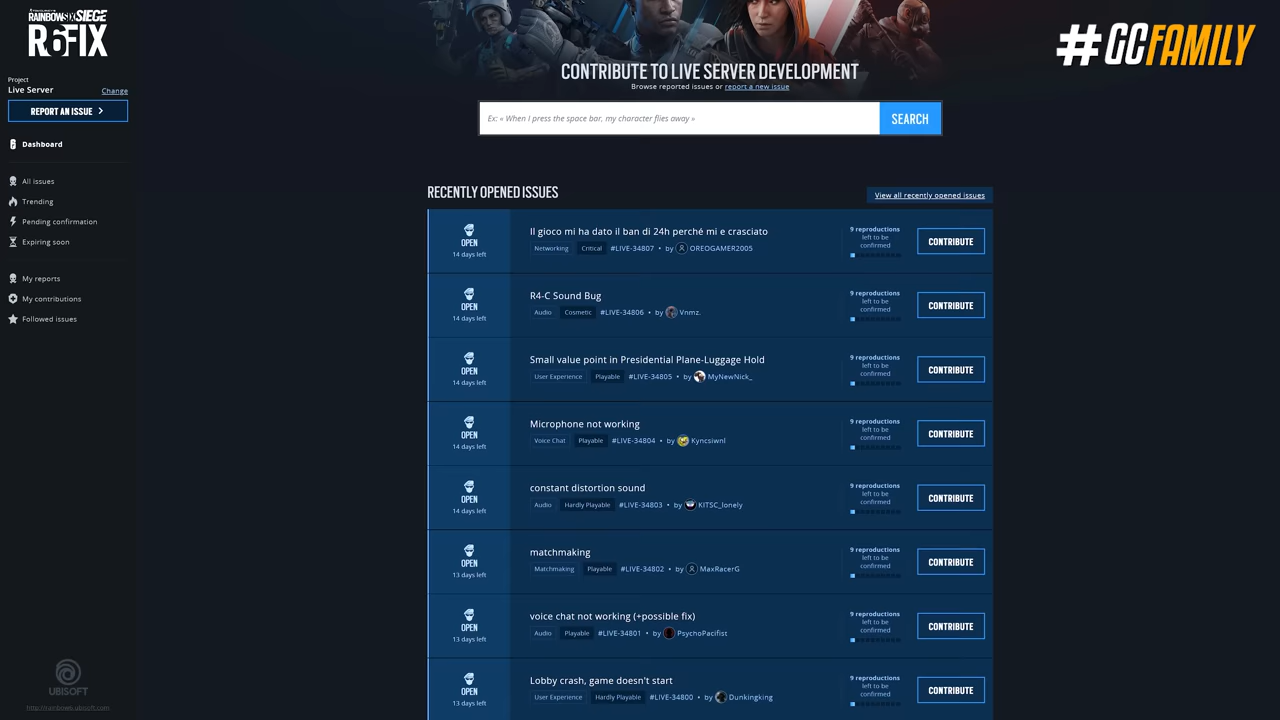 RAINBOWSIX SIEGE
R6FIX
#GCFAMILY
Project
Live Server
Change
REPORT AN ISSUE
Dashboard
All issues
Trending
Pending confirmation
Expiring soon
My reports
My contributions
Followed issues
UBISOFT
http://rainbow6.ubisoft.com
CONTRIBUTE TO LIVE SERVER DEVELOPMENT
Browse reported issues or report a new issue
Ex: « When I press the space bar, my character flies away »
SEARCH
RECENTLY OPENED ISSUES
View all recently opened issues
OPEN
14 days left
Il gioco mi ha dato il ban di 24h perché mi e crasciato
Networking Critical #LIVE-34807 • by OREOGAMER2005
9 reproductions
left to be
confirmed
CONTRIBUTE
OPEN
14 days left
R4-C Sound Bug
Audio Cosmetic #LIVE-34806 • by Vnmz.
9 reproductions
left to be
confirmed
CONTRIBUTE
OPEN
14 days left
Small value point in Presidential Plane-Luggage Hold
User Experience Playable #LIVE-34805 • by MyNewNick_
9 reproductions
left to be
confirmed
CONTRIBUTE
OPEN
14 days left
Microphone not working
Voice Chat Playable #LIVE-34804 • by Kyncsiwnl
9 reproductions
left to be
confirmed
CONTRIBUTE
OPEN
14 days left
constant distortion sound
Audio Hardly Playable #LIVE-34803 • by KITSC_lonely
9 reproductions
left to be
confirmed
CONTRIBUTE
OPEN
13 days left
matchmaking
Matchmaking Playable #LIVE-34802 • by MaxRacerG
9 reproductions
left to be
confirmed
CONTRIBUTE
OPEN
13 days left
voice chat not working (+possible fix)
Audio Playable #LIVE-34801 • by PsychoPacifist
9 reproductions
left to be
confirmed
CONTRIBUTE
OPEN
13 days left
Lobby crash, game doesn't start
User Experience Hardly Playable #LIVE-34800 • by Dunkingking
9 reproductions
left to be
confirmed
CONTRIBUTE